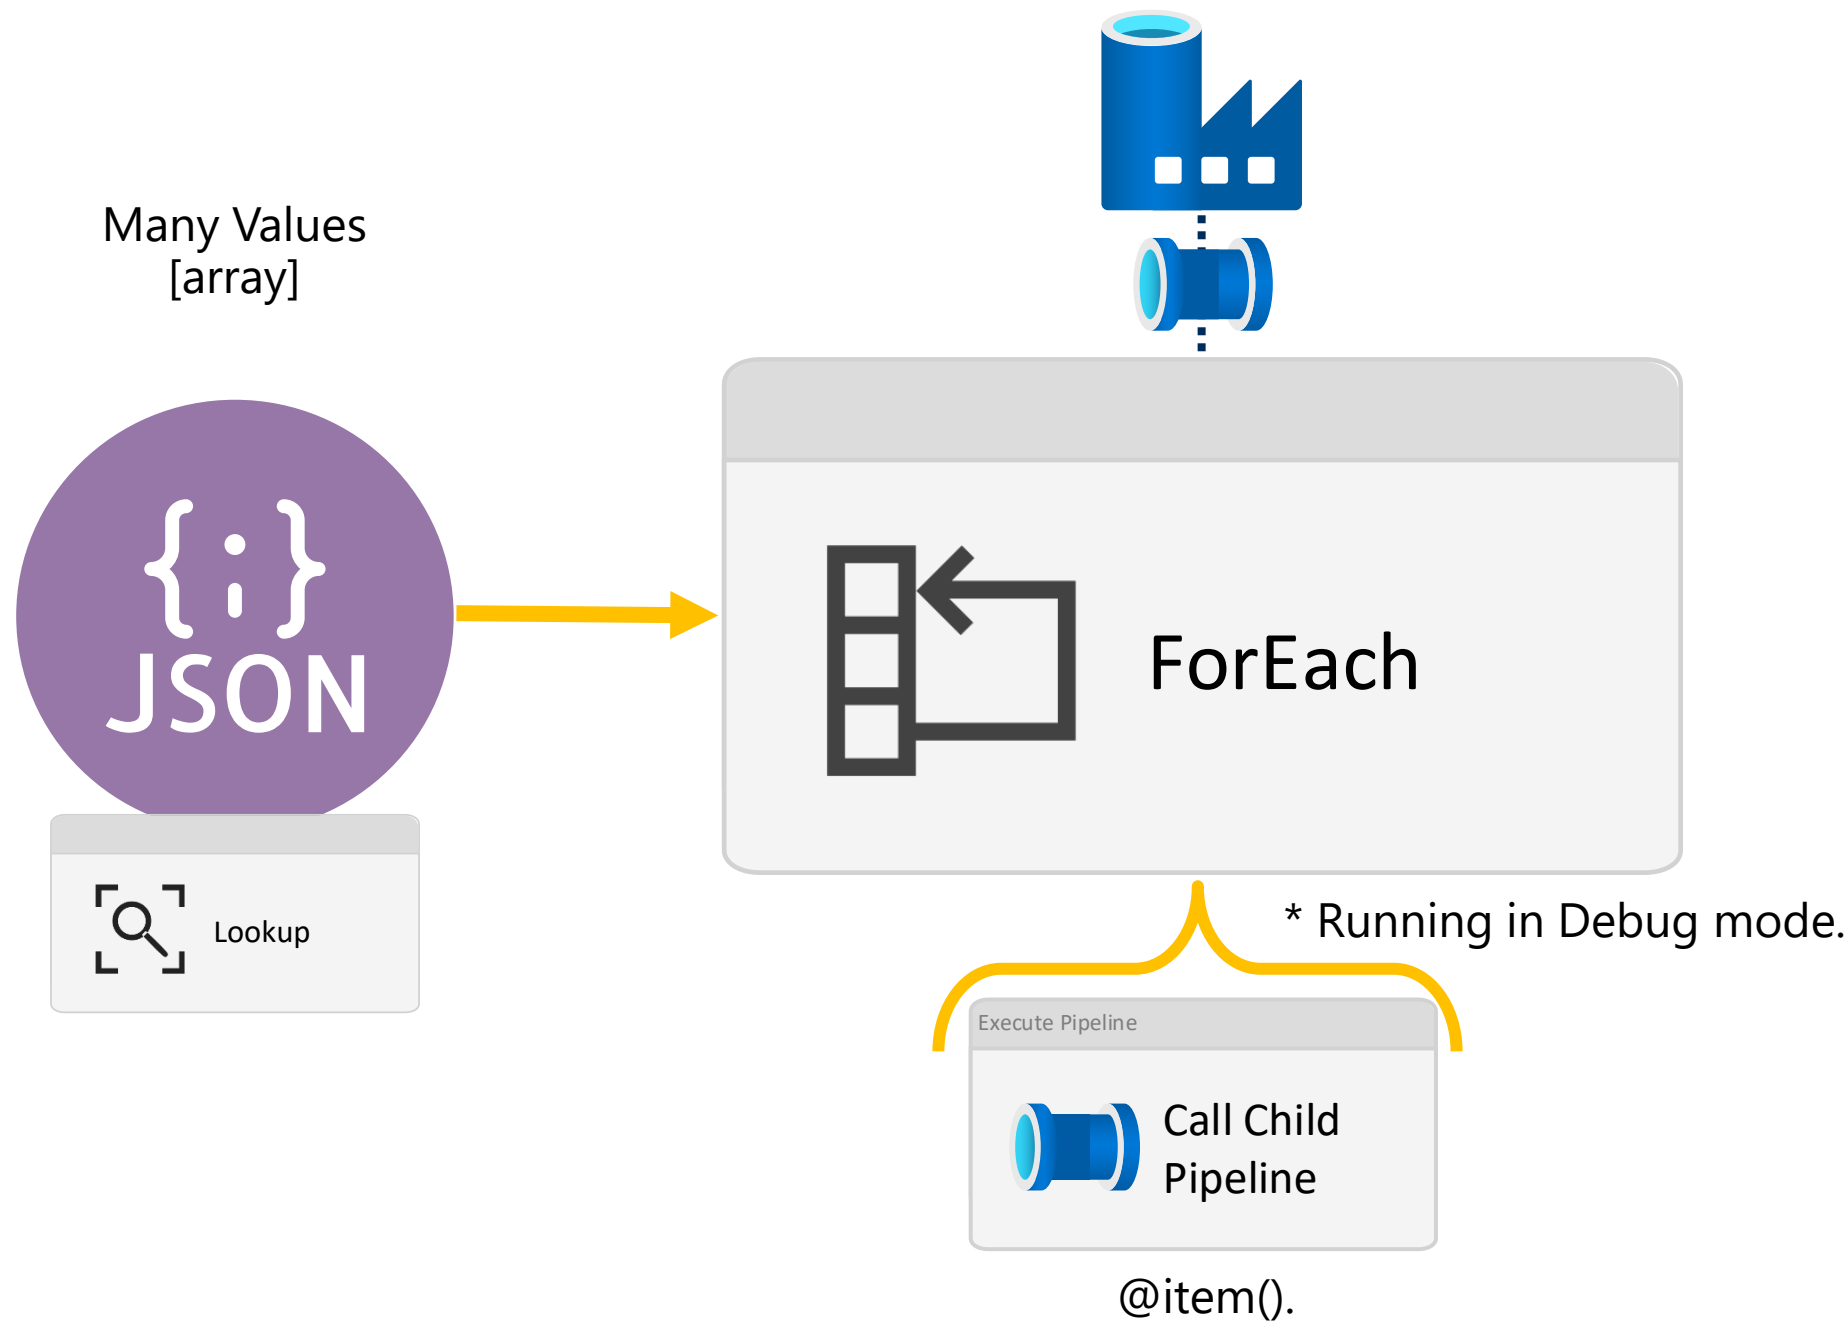 Many Values
[array]
{;}
JSON
Lookup
ForEach
* Running in Debug mode.
Execute Pipeline
Call Child
Pipeline
@item().